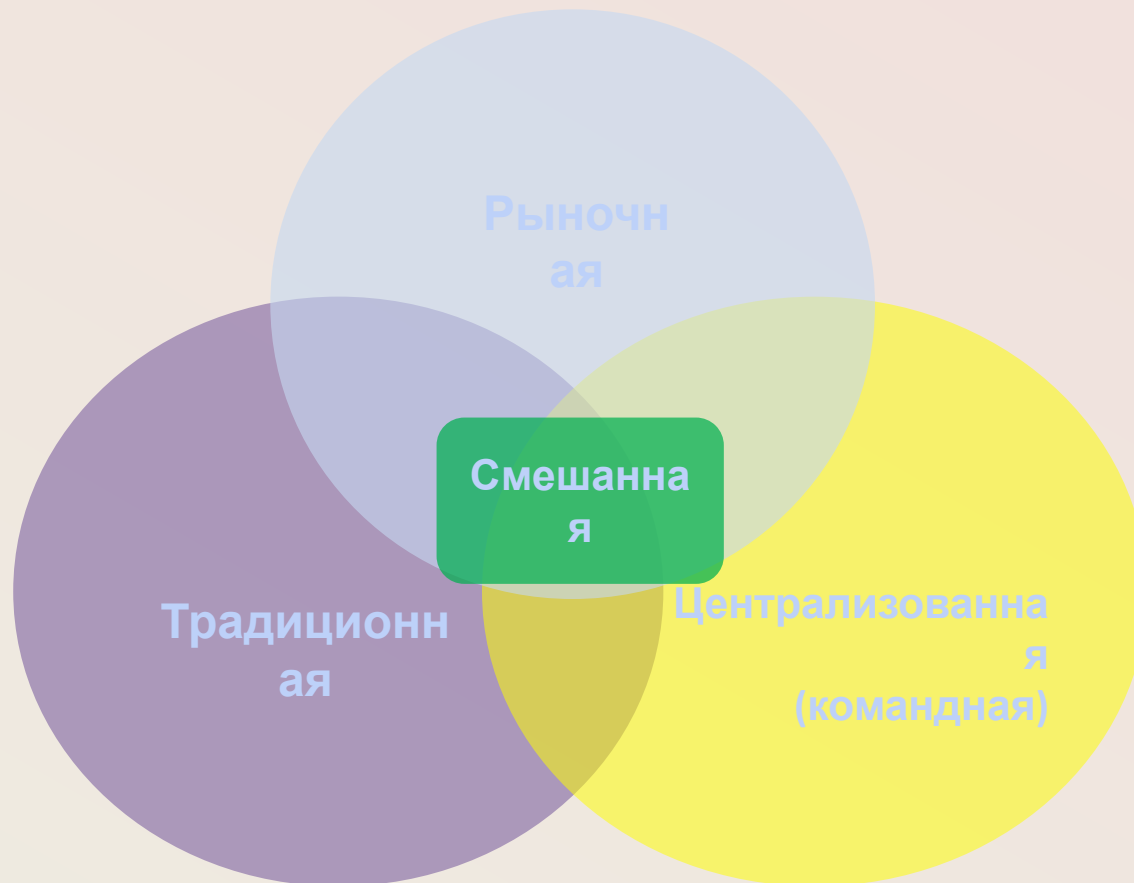 Рыночн
ая
Смешанна
я
Традиционн
ая
Централизованна
я
(командная)